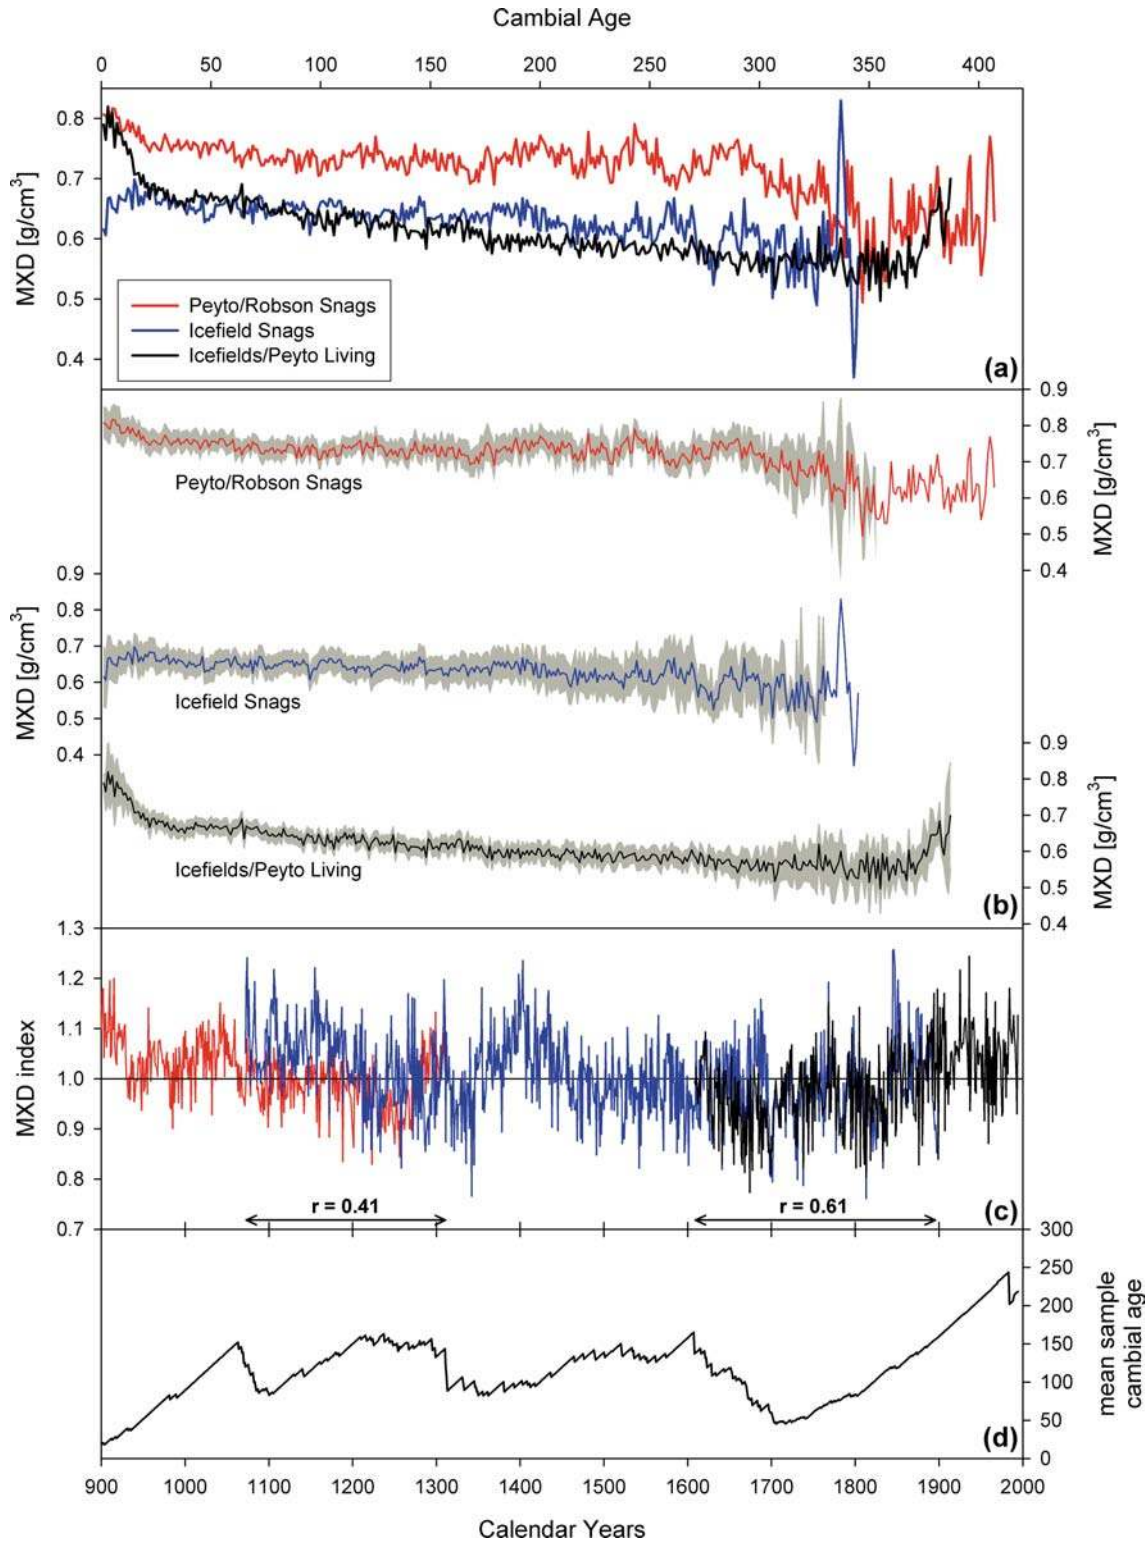 Cambial Age
0 50 100 150 200 250 300 350 400
0.8
0.7
0.6
0.5
0.4
MXD [g/cm³]
Peyto/Robson Snags
Icefield Snags
Icefields/Peyto Living
(a)
0.9
0.8
0.7
0.6
0.5
0.4
MXD [g/cm³]
Peyto/Robson Snags
0.9
0.8
0.7
0.6
0.5
0.4
MXD [g/cm³]
Icefield Snags
0.9
0.8
0.7
0.6
0.5
0.4
MXD [g/cm³]
Icefields/Peyto Living
(b)
1.3
1.2
1.1
1.0
0.9
0.8
0.7
MXD index
r = 0.41
r = 0.61
(c)
300
250
200
150
100
50
0
mean sample
cambial age
(d)
900 1000 1100 1200 1300 1400 1500 1600 1700 1800 1900 2000
Calendar Years